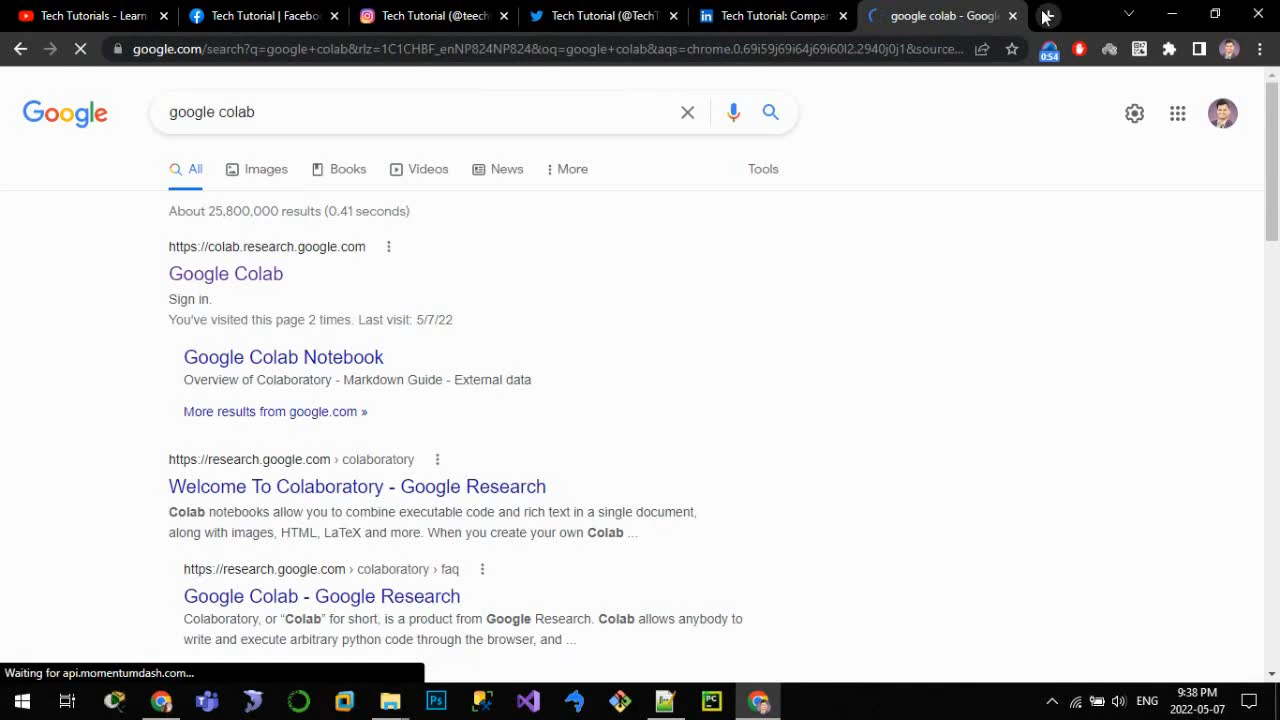 Tech Tutorials - Learn
Tech Tutorial | Facebo
Tech Tutorial (@teech
Tech Tutorial (@TechT
Tech Tutorial: Compan
google colab - Google
google.com/search?q=google+colab&rlz=1C1CHBF_enNP824NP824&oq=google+colab&aqs=chrome.0.69i59j69i64j69i60l2.2940j0j1&source...
0:54
Google
google colab
All
Images
Books
Videos
News
More
Tools
About 25,800,000 results (0.41 seconds)
https://colab.research.google.com
Google Colab
Sign in.
You've visited this page 2 times. Last visit: 5/7/22
Google Colab Notebook
Overview of Colaboratory - Markdown Guide - External data
More results from google.com »
https://research.google.com › colaboratory
Welcome To Colaboratory - Google Research
Colab notebooks allow you to combine executable code and rich text in a single document,
along with images, HTML, LaTeX and more. When you create your own Colab ...
https://research.google.com › colaboratory › faq
Google Colab - Google Research
Colaboratory, or “Colab” for short, is a product from Google Research. Colab allows anybody to
write and execute arbitrary python code through the browser, and ...
Waiting for api.momentumdash.com...
Ps
PC
ENG
9:38 PM
2022-05-07